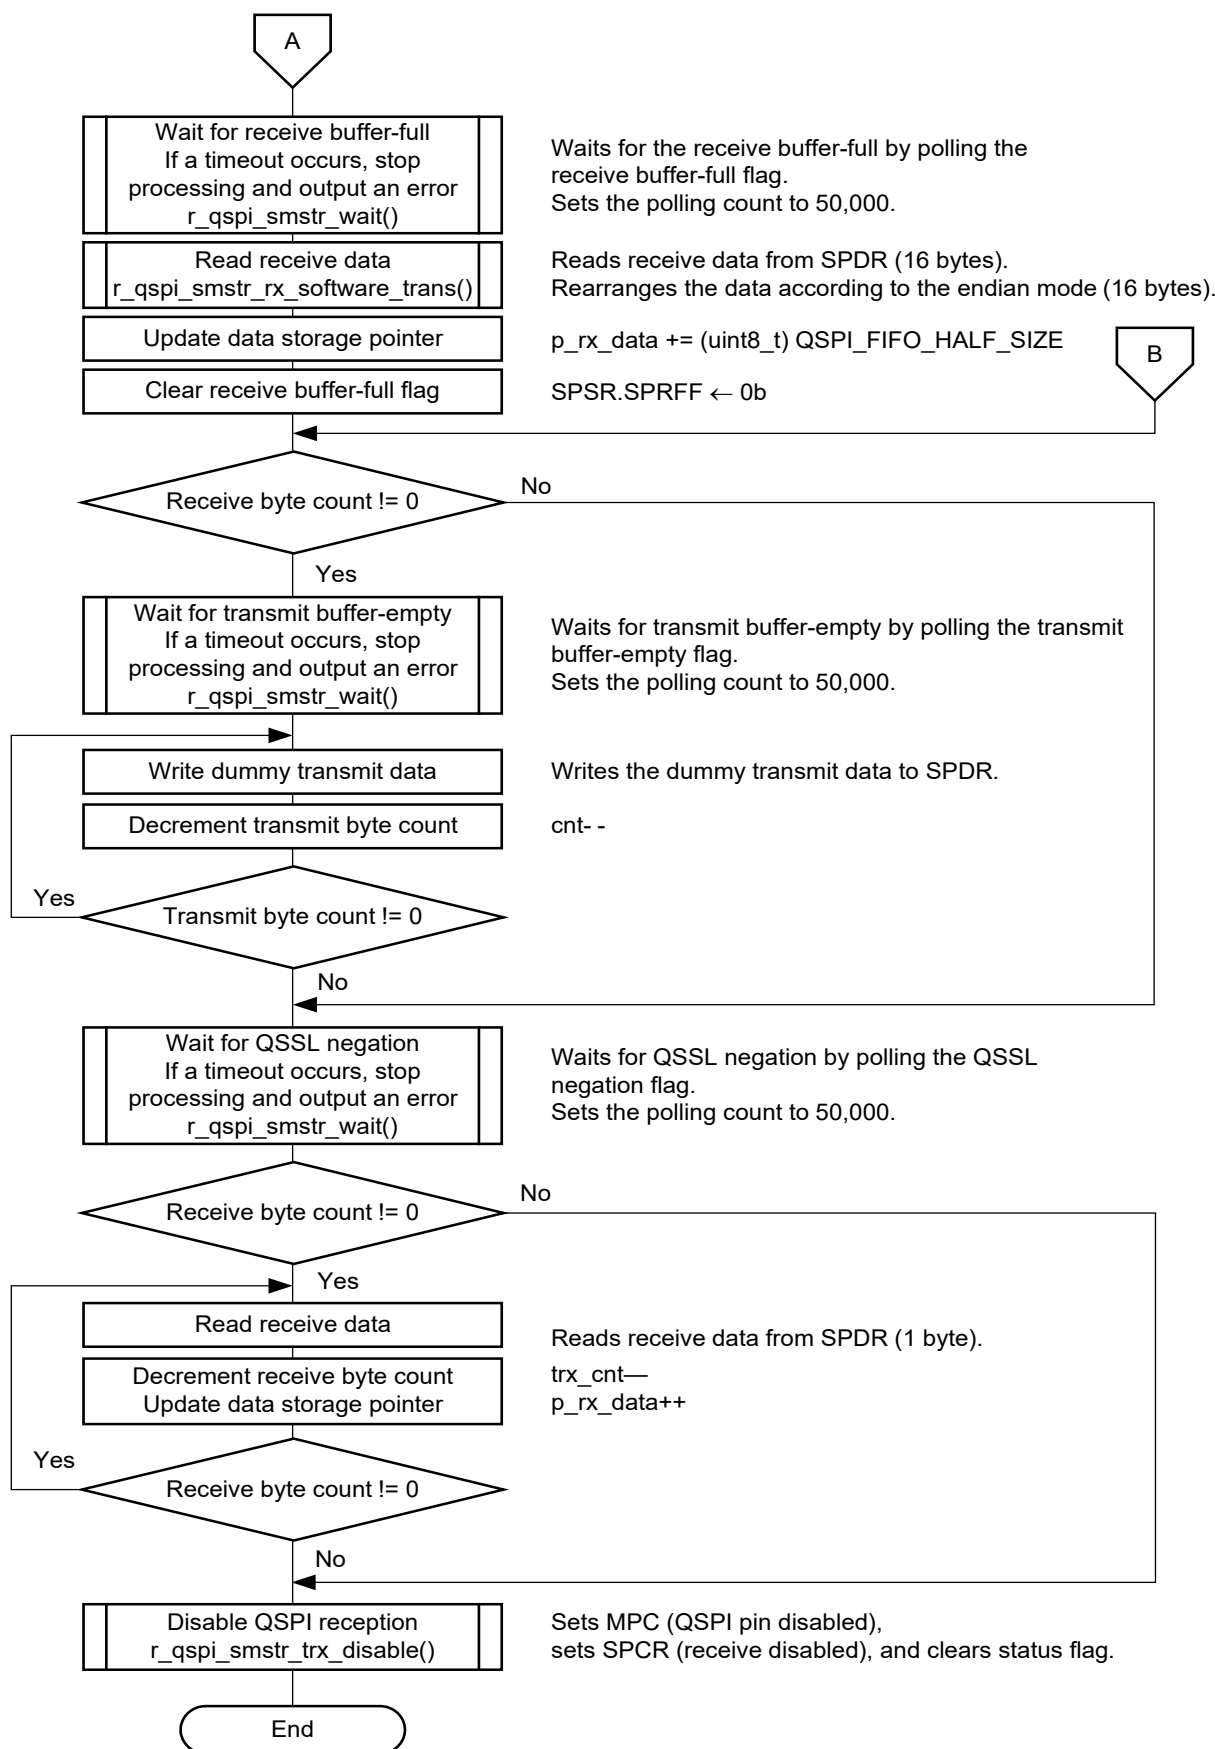 A
Wait for receive buffer-full
If a timeout occurs, stop
processing and output an error
r_qspi_smstr_wait()
Waits for the receive buffer-full by polling the
receive buffer-full flag.
Sets the polling count to 50,000.
Read receive data
r_qspi_smstr_rx_software_trans()
Reads receive data from SPDR (16 bytes).
Rearranges the data according to the endian mode (16 bytes).
Update data storage pointer
p_rx_data += (uint8_t) QSPI_FIFO_HALF_SIZE
B
Clear receive buffer-full flag
SPSR.SPRFF ← 0b
Receive byte count != 0
No
Yes
Wait for transmit buffer-empty
If a timeout occurs, stop
processing and output an error
r_qspi_smstr_wait()
Waits for transmit buffer-empty by polling the transmit
buffer-empty flag.
Sets the polling count to 50,000.
Write dummy transmit data
Writes the dummy transmit data to SPDR.
Decrement transmit byte count
cnt- -
Yes
Transmit byte count != 0
No
Wait for QSSL negation
If a timeout occurs, stop
processing and output an error
r_qspi_smstr_wait()
Waits for QSSL negation by polling the QSSL
negation flag.
Sets the polling count to 50,000.
Receive byte count != 0
No
Yes
Read receive data
Reads receive data from SPDR (1 byte).
Decrement receive byte count
Update data storage pointer
trx_cnt—
p_rx_data++
Yes
Receive byte count != 0
No
Disable QSPI reception
r_qspi_smstr_trx_disable()
Sets MPC (QSPI pin disabled),
sets SPCR (receive disabled), and clears status flag.
End